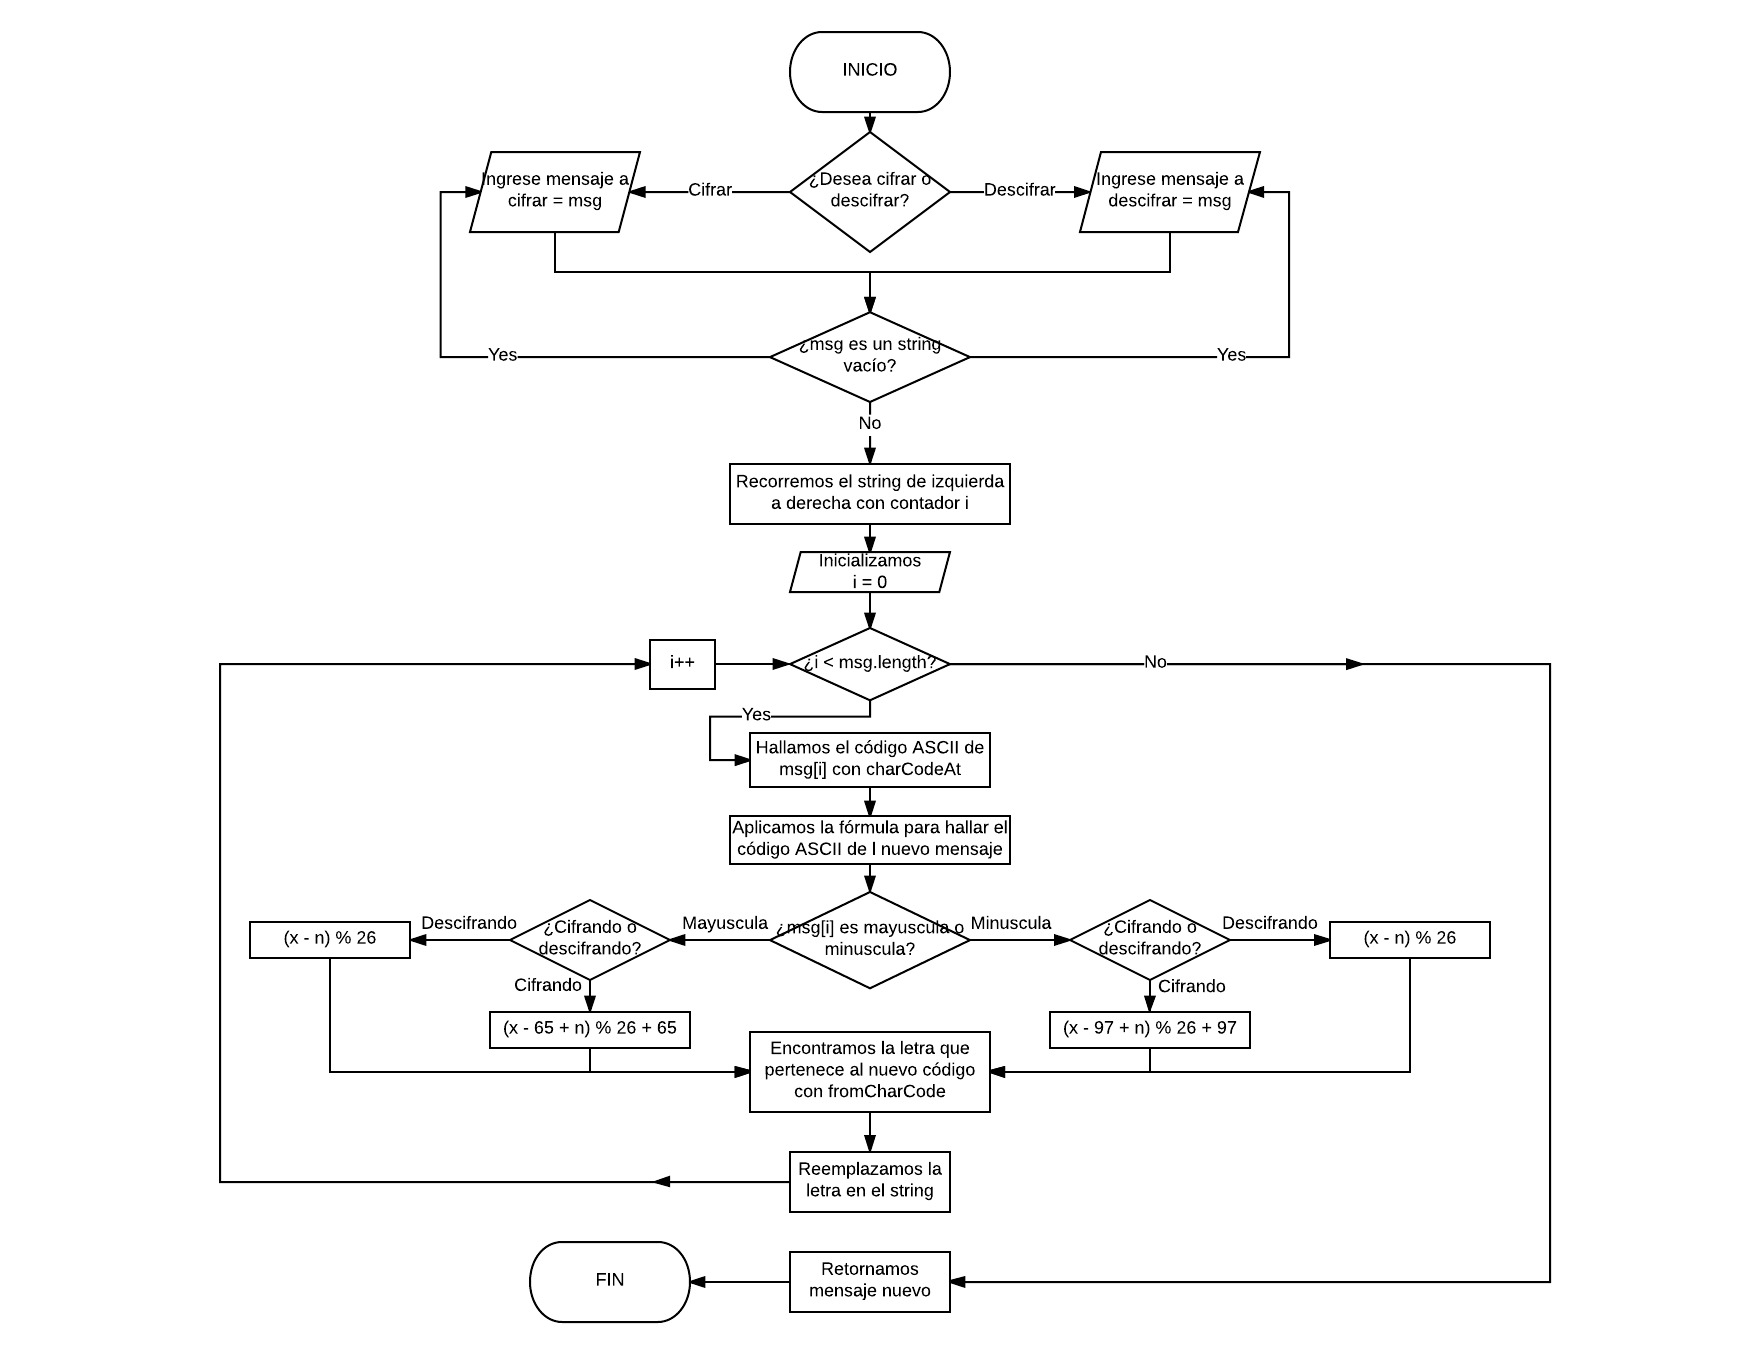 INICIO
¿Desea cifrar o
descifrar?
Cifrar
Descifrar
Ingrese mensaje a
cifrar = msg
Ingrese mensaje a
descifrar = msg
¿msg es un string
vacío?
Yes
Yes
No
Recorremos el string de izquierda
a derecha con contador i
Inicializamos
i = 0
i++
¿i < msg.length?
No
Yes
Hallamos el código ASCII de
msg[i] con charCodeAt
Aplicamos la fórmula para hallar el
código ASCII de l nuevo mensaje
¿msg[i] es mayuscula o
minuscula?
Mayuscula
Minuscula
¿Cifrando o
descifrando?
Descifrando
(x - n) % 26
Cifrando
(x - 65 + n) % 26 + 65
¿Cifrando o
descifrando?
Descifrando
(x - n) % 26
Cifrando
(x - 97 + n) % 26 + 97
Encontramos la letra que
pertenece al nuevo código
con fromCharCode
Reemplazamos la
letra en el string
Retornamos
mensaje nuevo
FIN